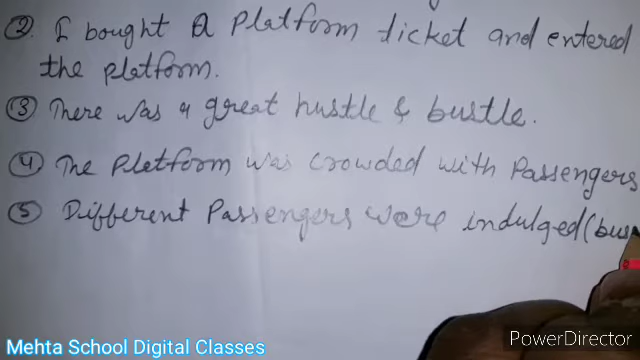 ② I bought A Platform ticket and entered
the platform.
③ There was a great hustle & bustle.
④ The Platform was crowded with Passengers
⑤ Different Passengers were indulged (bus
PowerDirector
Mehta School Digital Classes